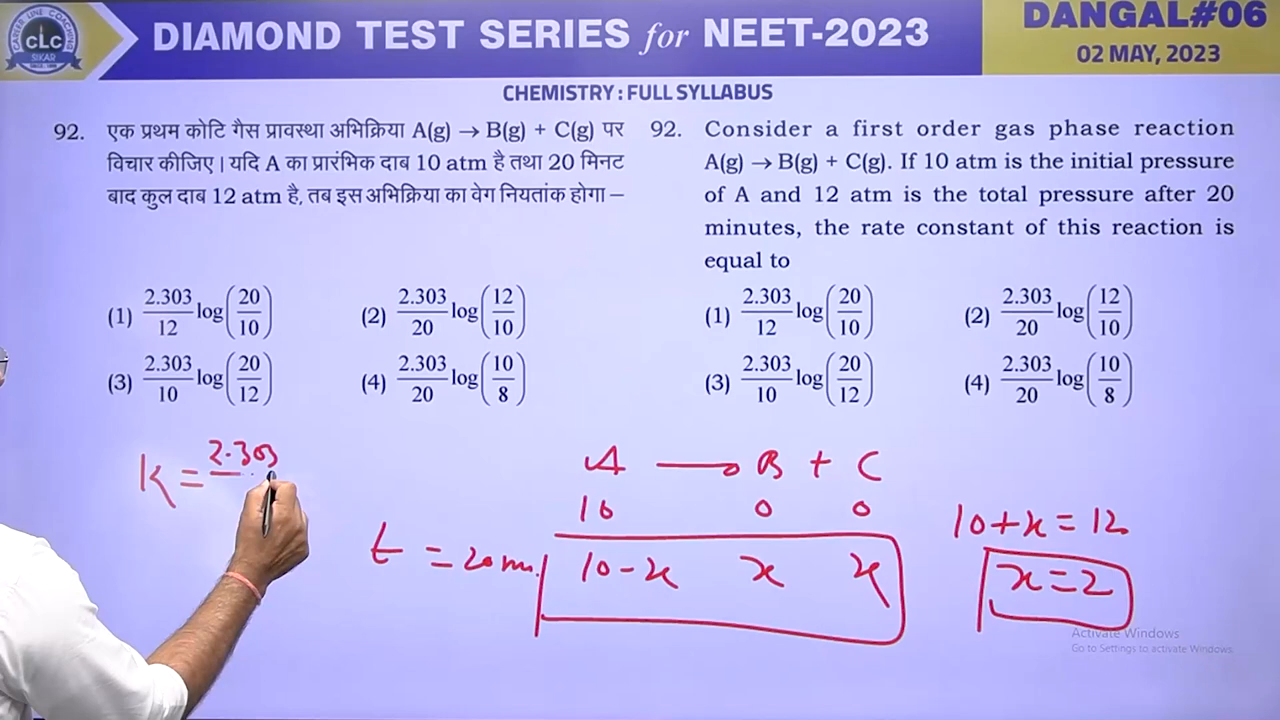 CAREER LINE COACHING
CLC
SIKAR
DIAMOND TEST SERIES for NEET-2023
DANGAL#06
02 MAY, 2023
CHEMISTRY : FULL SYLLABUS
92. एक प्रथम कोटि गैस प्रावस्था अभिक्रिया A(g) → B(g) + C(g) पर
विचार कीजिए। यदि A का प्रारंभिक दाब 10 atm है तथा 20 मिनट
बाद कुल दाब 12 atm है, तब इस अभिक्रिया का वेग नियतांक होगा –
(1) 2.303/12 log(20/10) (2) 2.303/20 log(12/10)
(3) 2.303/10 log(20/12) (4) 2.303/20 log(10/8)
92. Consider a first order gas phase reaction
A(g) → B(g) + C(g). If 10 atm is the initial pressure
of A and 12 atm is the total pressure after 20
minutes, the rate constant of this reaction is
equal to
(1) 2.303/12 log(20/10) (2) 2.303/20 log(12/10)
(3) 2.303/10 log(20/12) (4) 2.303/20 log(10/8)
K = 2.303
A → B + C
10 0 0
t = 20 min. 10-x x x
10+x = 12
x=2
Activate Windows
Go to Settings to activate Windows.